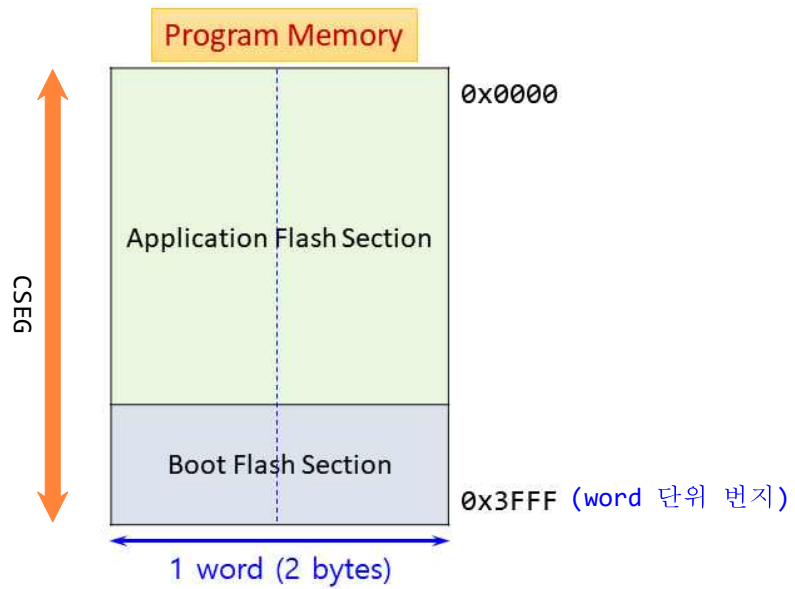 Program Memory
0x0000
Application Flash Section
CSEG
Boot Flash Section
0x3FFF (word 단위 번지)
1 word (2 bytes)